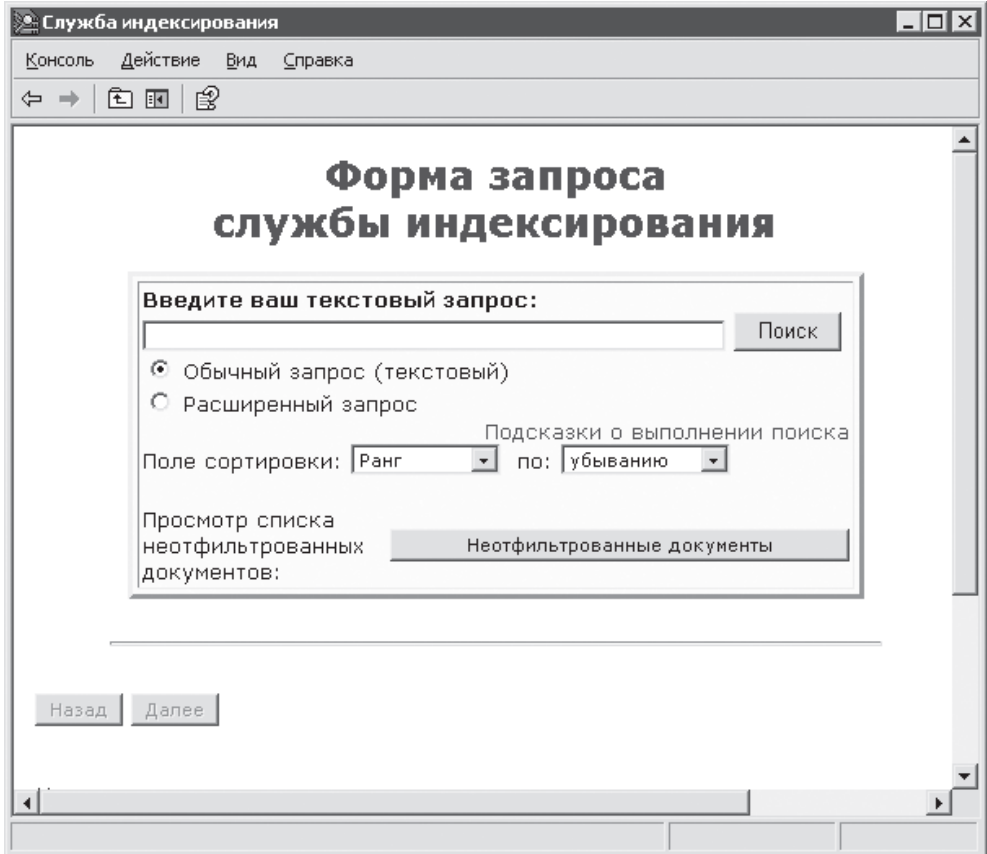 Служба индексирования
Консоль Действие Вид Справка
Форма запроса
службы индексирования
Введите ваш текстовый запрос:
Поиск
Обычный запрос (текстовый)
Расширенный запрос
Подсказки о выполнении поиска
Поле сортировки: Ранг по: убыванию
Просмотр списка
неотфильтрованных
документов:
Неотфильтрованные документы
Назад Далее